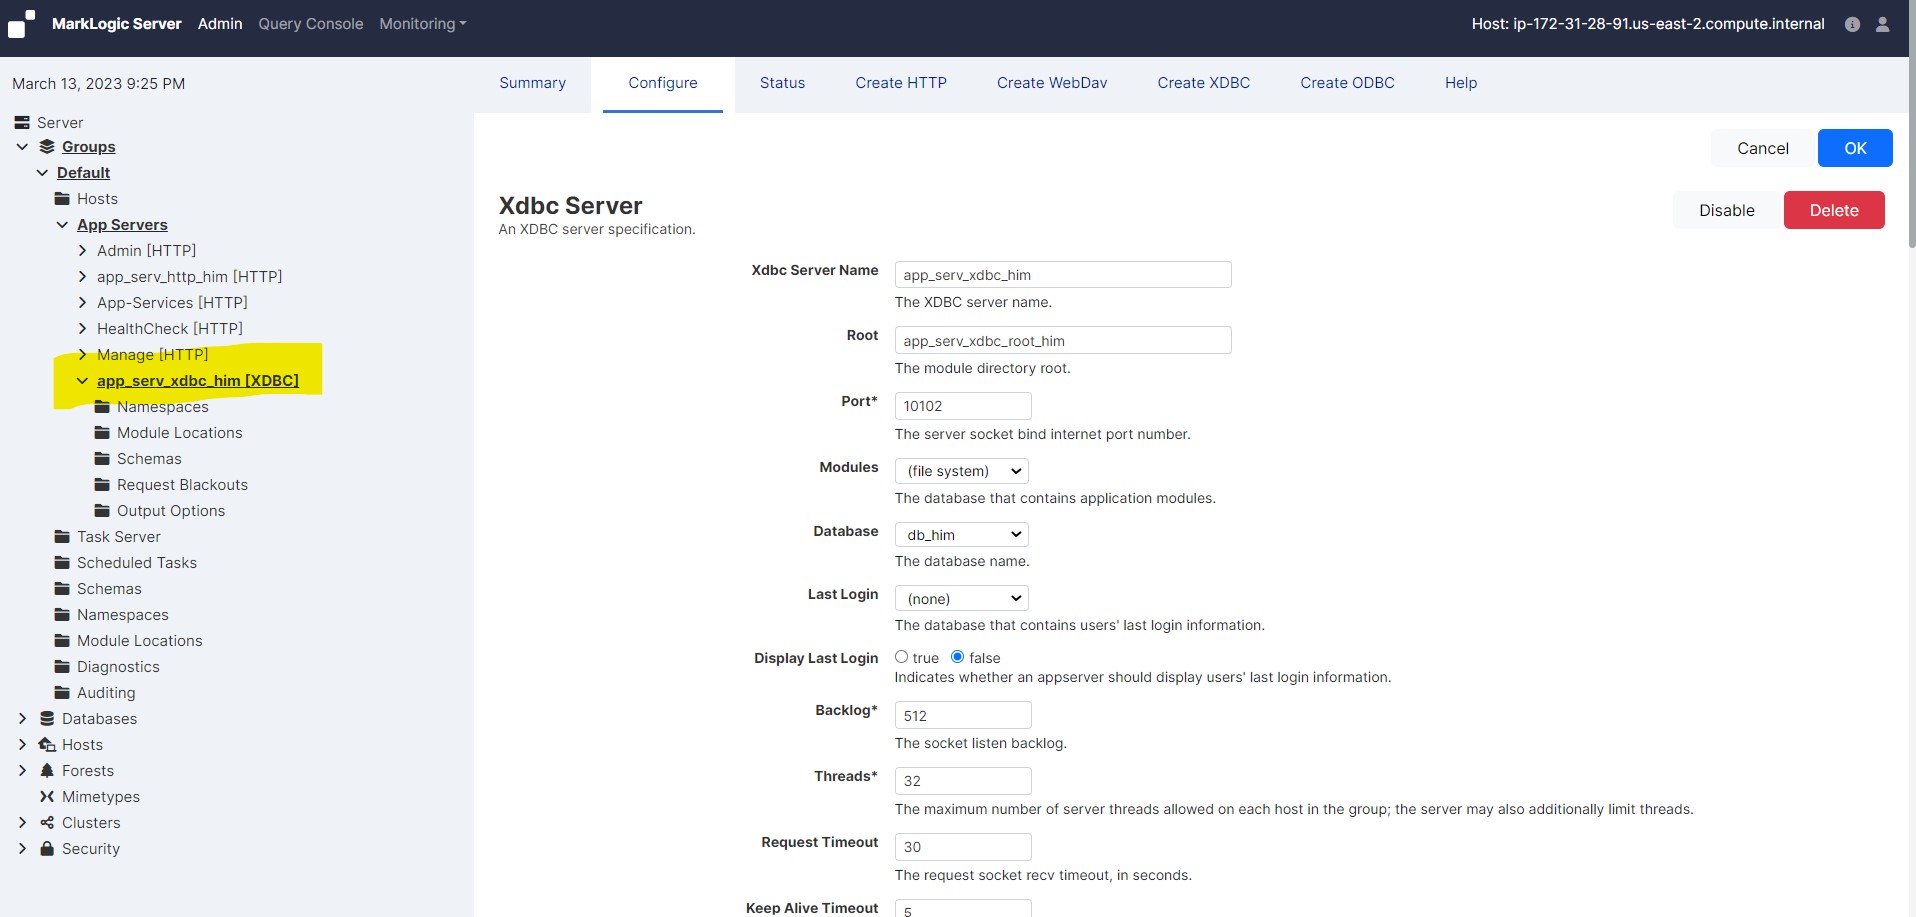 MarkLogic Server Admin Query Console Monitoring Host: ip-172-31-28-91.us-east-2.compute.internal
March 13, 2023 9:25 PM
Server
Groups
Default
Hosts
App Servers
Admin [HTTP]
app_serv_http_him [HTTP]
App-Services [HTTP]
HealthCheck [HTTP]
Manage [HTTP]
app_serv_xdbc_him [XDBC]
Namespaces
Module Locations
Schemas
Request Blackouts
Output Options
Task Server
Scheduled Tasks
Schemas
Namespaces
Module Locations
Diagnostics
Auditing
Databases
Hosts
Forests
Mimetypes
Clusters
Security
Summary Configure Status Create HTTP Create WebDav Create XDBC Create ODBC Help
Cancel OK
Xdbc Server
An XDBC server specification.
Disable Delete
Xdbc Server Name app_serv_xdbc_him
The XDBC server name.
Root app_serv_xdbc_root_him
The module directory root.
Port* 10102
The server socket bind internet port number.
Modules (file system)
The database that contains application modules.
Database db_him
The database name.
Last Login (none)
The database that contains users' last login information.
Display Last Login true false
Indicates whether an appserver should display users' last login information.
Backlog* 512
The socket listen backlog.
Threads* 32
The maximum number of server threads allowed on each host in the group; the server may also additionally limit threads.
Request Timeout 30
The request socket recv timeout, in seconds.
Keep Alive Timeout 5